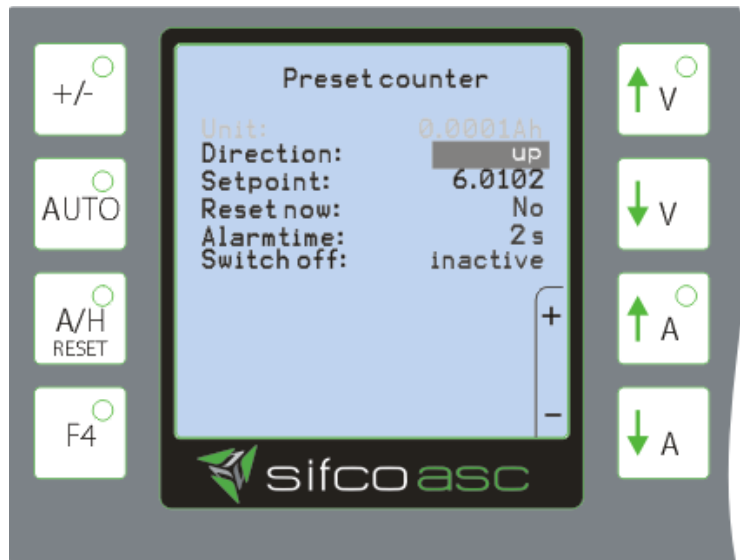 Preset counter
Unit: 0.0001Ah
Direction: up
Setpoint: 6.0102
Reset now: No
Alarmtime: 2 s
Switch off: inactive
+
-
+/-
AUTO
A/H
RESET
F4
V
V
A
A
sifco asc